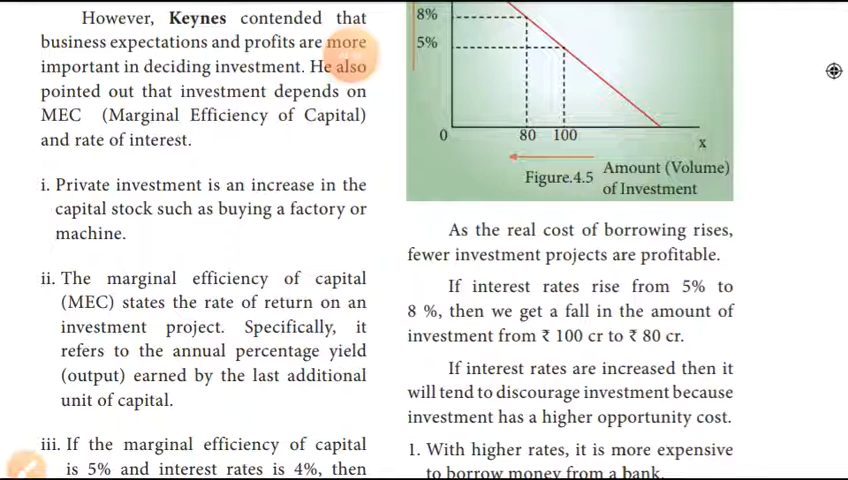 However, Keynes contended that
business expectations and profits are more
important in deciding investment. He also
pointed out that investment depends on
MEC (Marginal Efficiency of Capital)
and rate of interest.
i. Private investment is an increase in the
capital stock such as buying a factory or
machine.
ii. The marginal efficiency of capital
(MEC) states the rate of return on an
investment project. Specifically, it
refers to the annual percentage yield
(output) earned by the last additional
unit of capital.
iii. If the marginal efficiency of capital
is 5% and interest rates is 4%, then
8%
5%
0
80 100
x
Amount (Volume)
of Investment
Figure.4.5
As the real cost of borrowing rises,
fewer investment projects are profitable.
If interest rates rise from 5% to
8 %, then we get a fall in the amount of
investment from ₹ 100 cr to ₹ 80 cr.
If interest rates are increased then it
will tend to discourage investment because
investment has a higher opportunity cost.
1. With higher rates, it is more expensive
to borrow money from a bank.